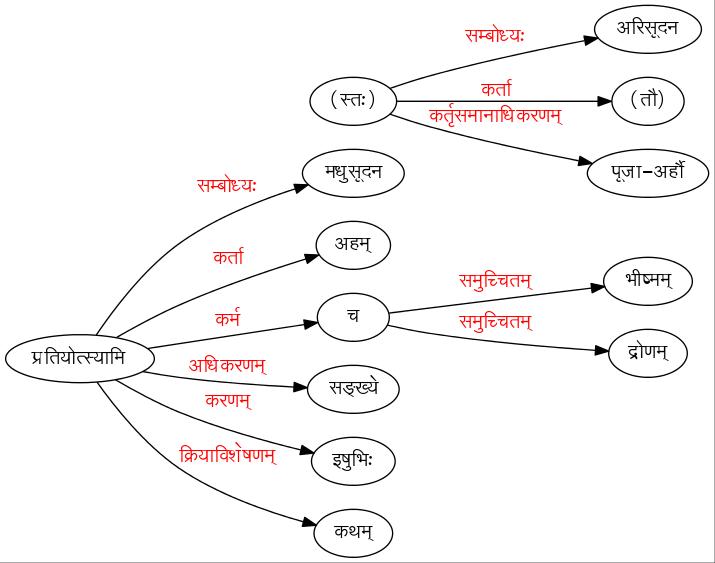 सम्बोध्यः
अरिसूदन
(स्तः)
कर्ता
(तौ)
कर्तृसमानाधिकरणम्
पूजा-अर्हौ
सम्बोध्यः
मधुसूदन
कर्ता
अहम्
कर्म
च
समुच्चितम्
भीष्मम्
समुच्चितम्
द्रोणम्
प्रतियोत्स्यामि
अधिकरणम्
सङ्ख्ये
करणम्
इषुभिः
क्रियाविशेषणम्
कथम्